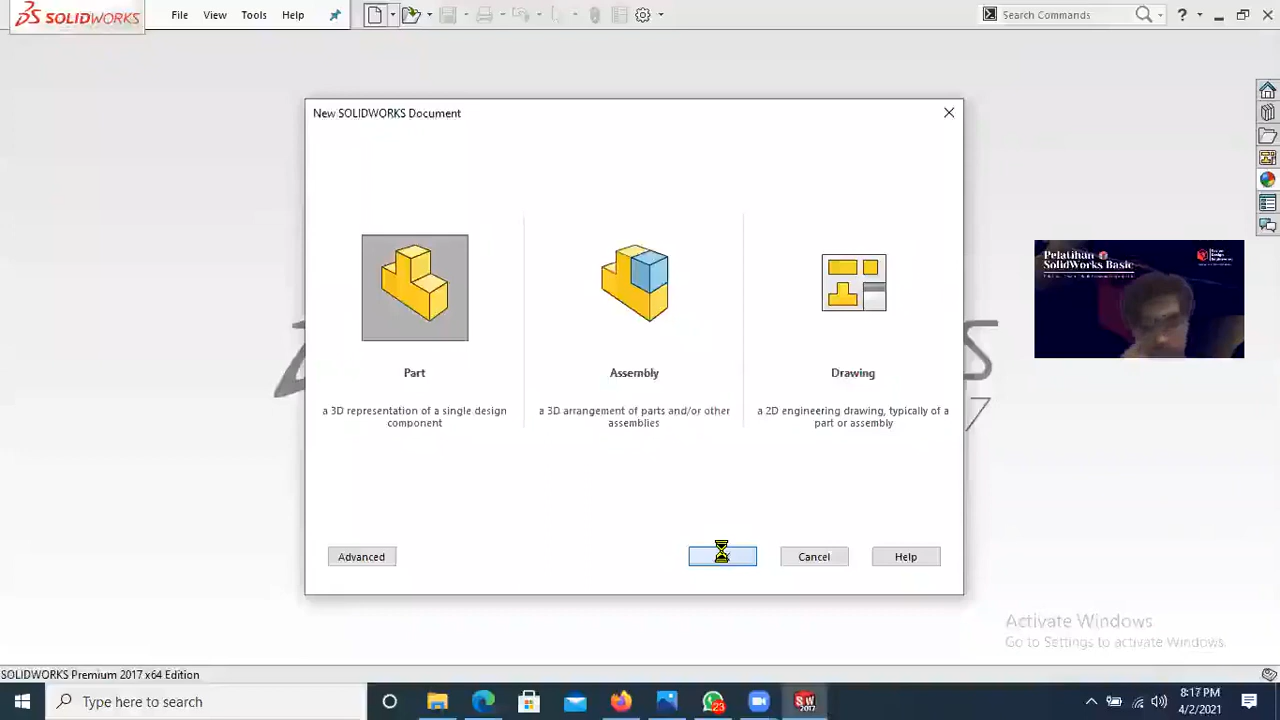 SOLIDWORKS
File View Tools Help
Search Commands
?
New SOLIDWORKS Document
Part
Assembly
Drawing
a 3D representation of a single design
component
a 3D arrangement of parts and/or other
assemblies
a 2D engineering drawing, typically of a
part or assembly
Pelatihan
SolidWorks Basic
Advanced
Cancel
Help
Activate Windows
Go to Settings to activate Windows.
SOLIDWORKS Premium 2017 x64 Edition
Type here to search
23
SW
2017
8:17 PM
4/2/2021